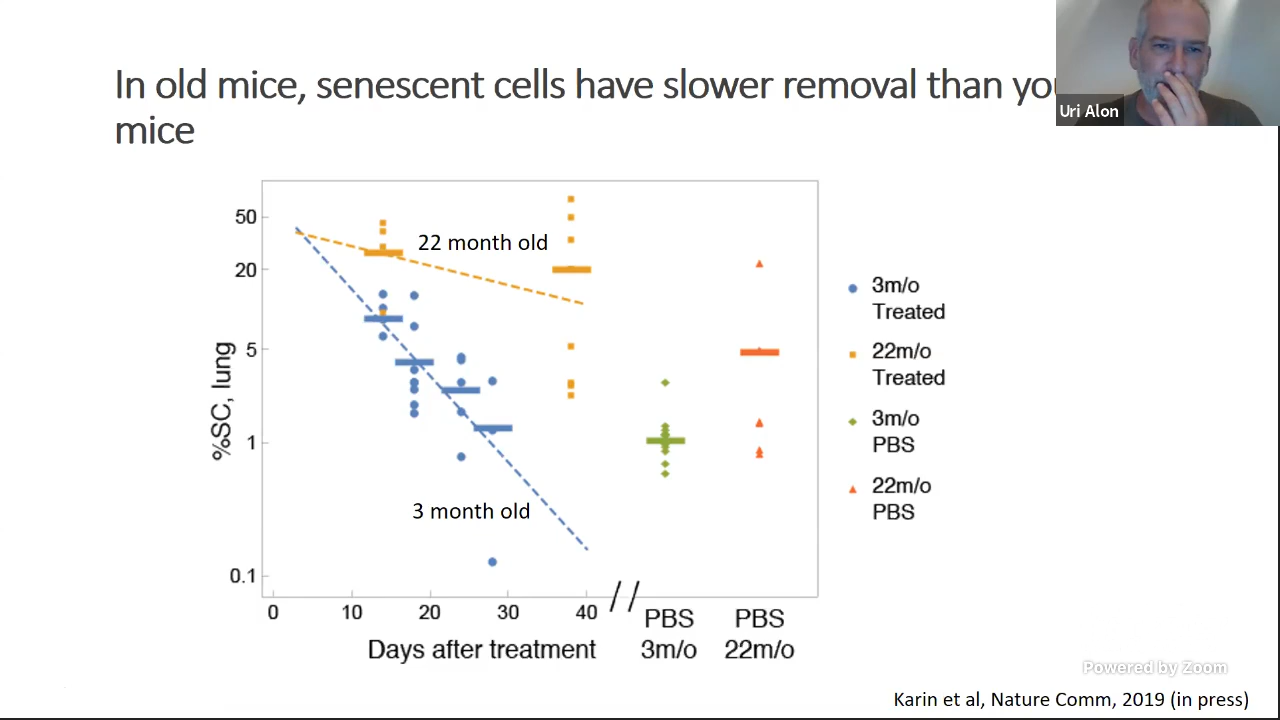 In old mice, senescent cells have slower removal than
mice
Uri Alon
50
20
5
1
0.1
%SC, lung
22 month old
3 month old
0
10
20
30
40
Days after treatment
PBS
3m/o
PBS
22m/o
3m/o
Treated
22m/o
Treated
3m/o
PBS
22m/o
PBS
Powered by Zoom
Karin et al, Nature Comm, 2019 (in press)